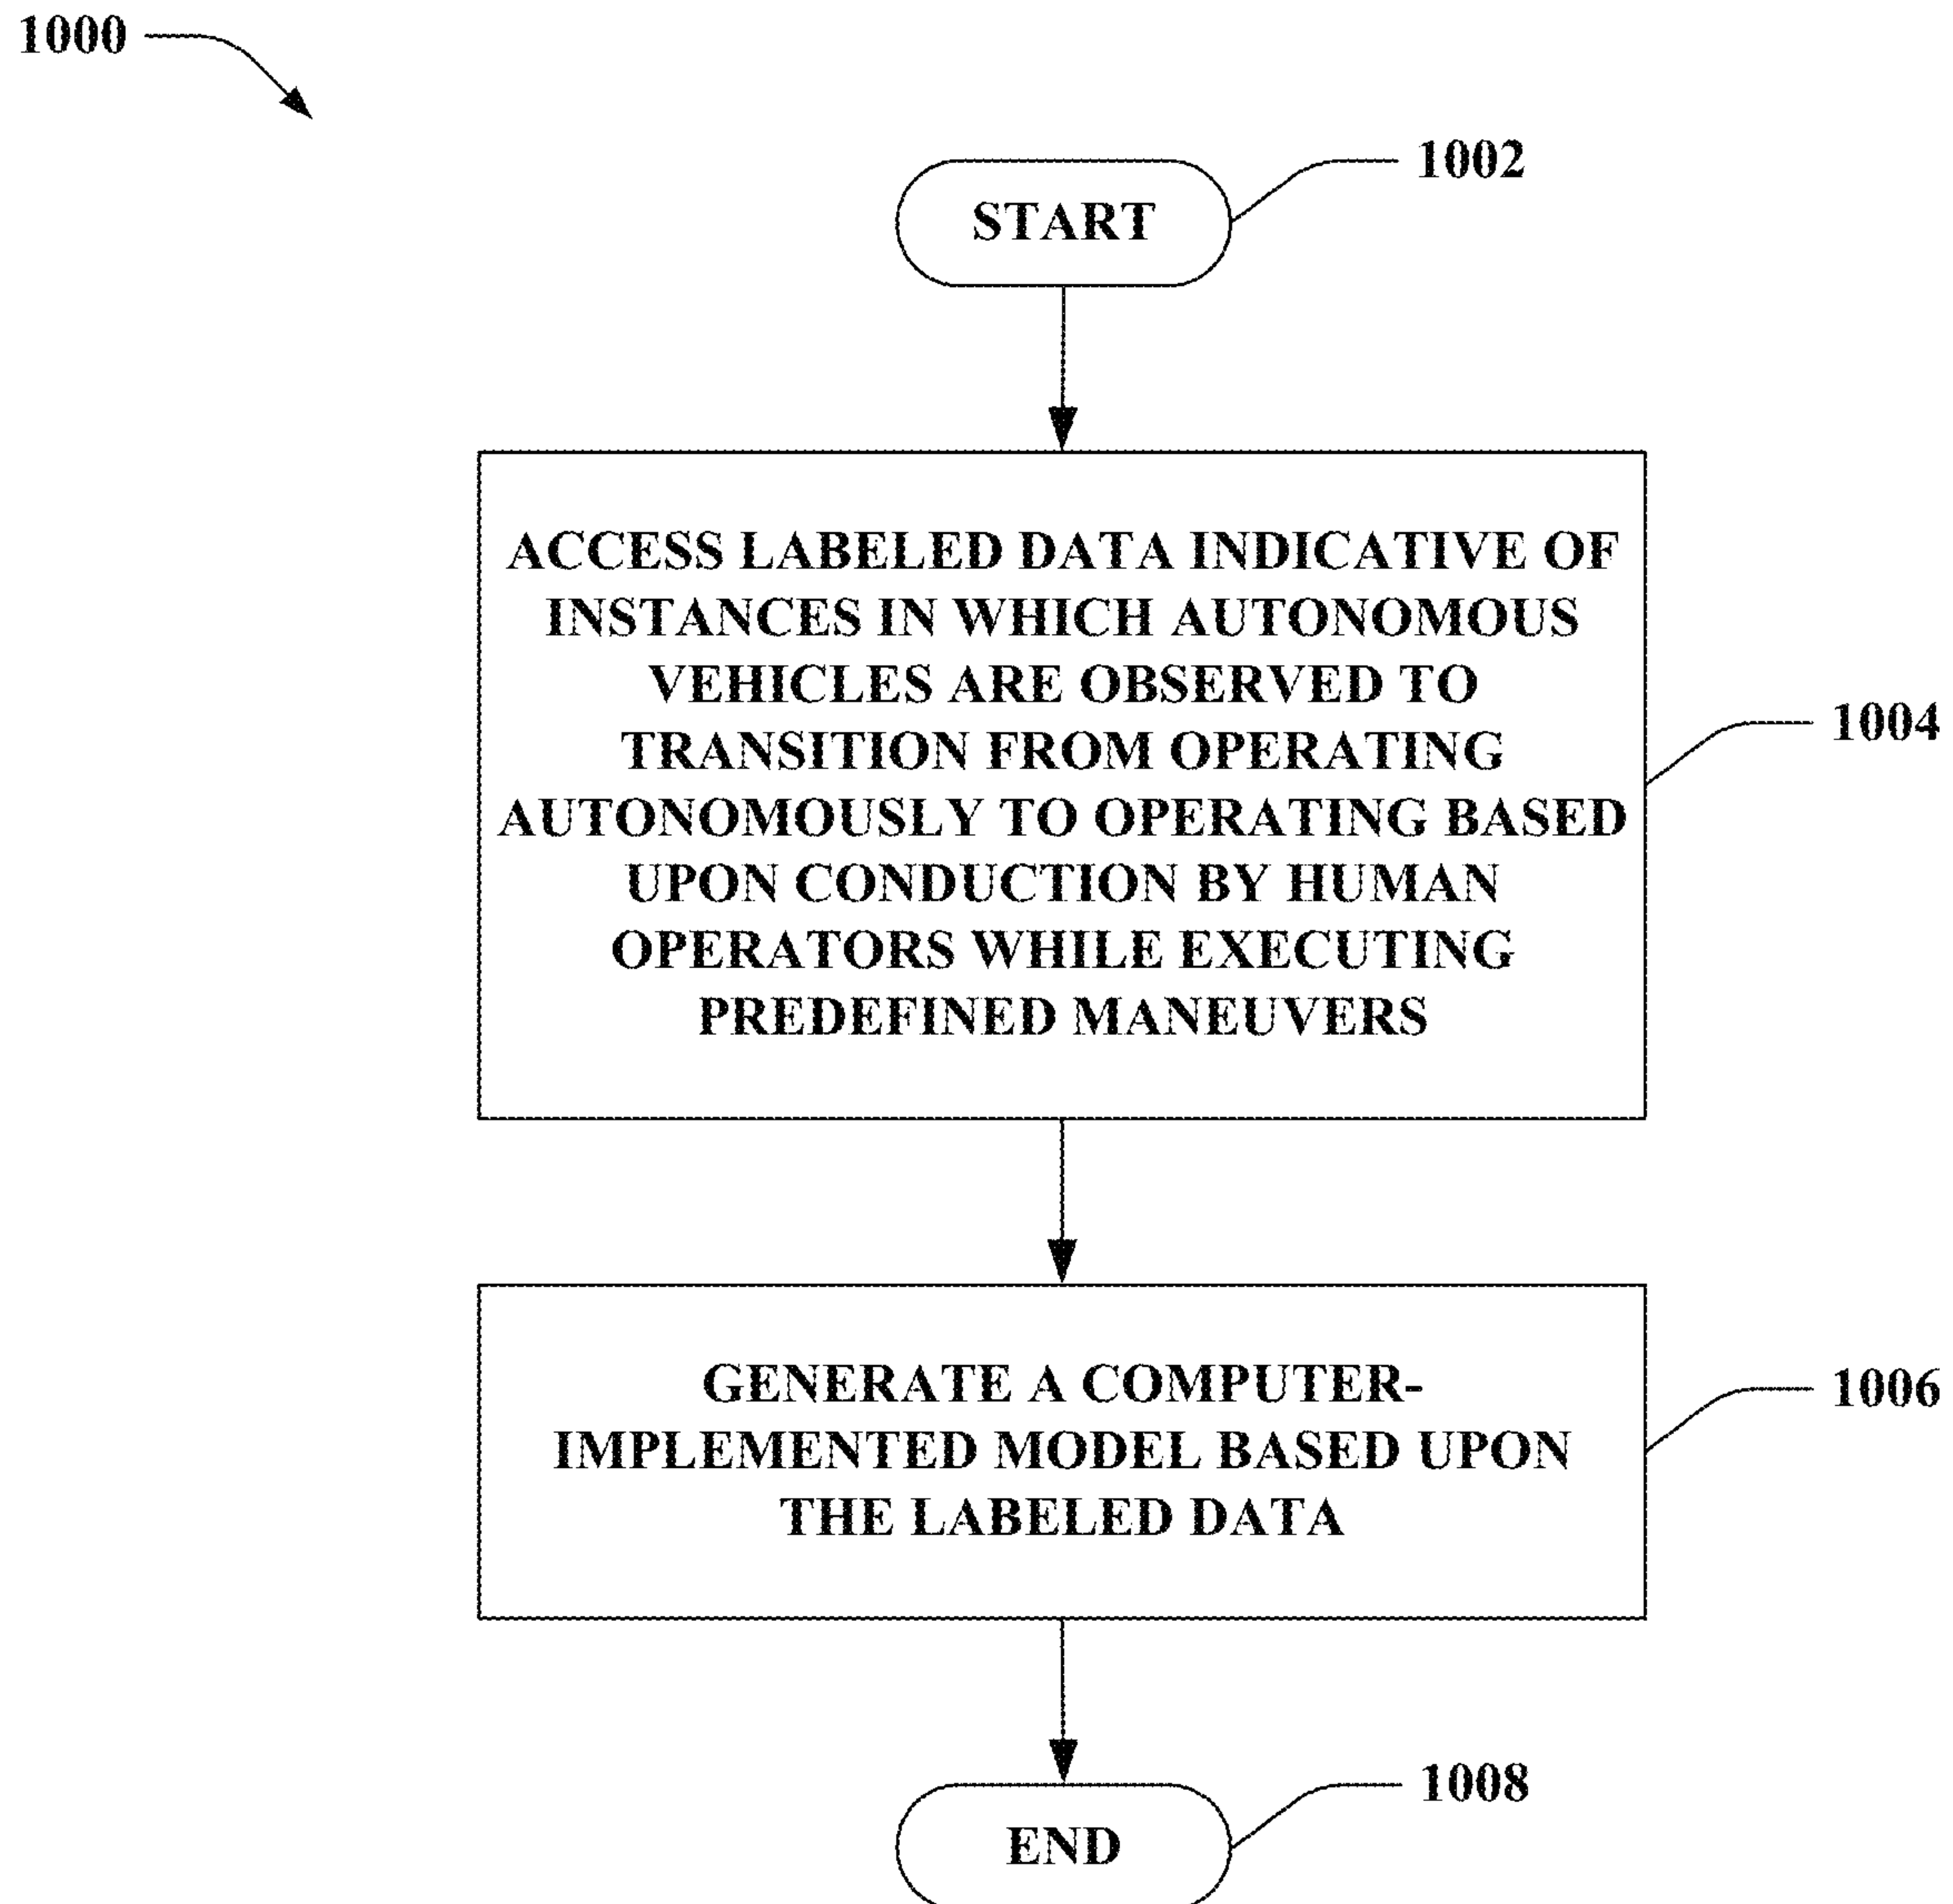 1000
1002
START
ACCESS LABELED DATA INDICATIVE OF
INSTANCES IN WHICH AUTONOMOUS
VEHICLES ARE OBSERVED TO
TRANSITION FROM OPERATING
AUTONOMOUSLY TO OPERATING BASED
UPON CONDUCTION BY HUMAN
OPERATORS WHILE EXECUTING
PREDEFINED MANEUVERS
1004
GENERATE A COMPUTER-
IMPLEMENTED MODEL BASED UPON
THE LABELED DATA
1006
1008
END